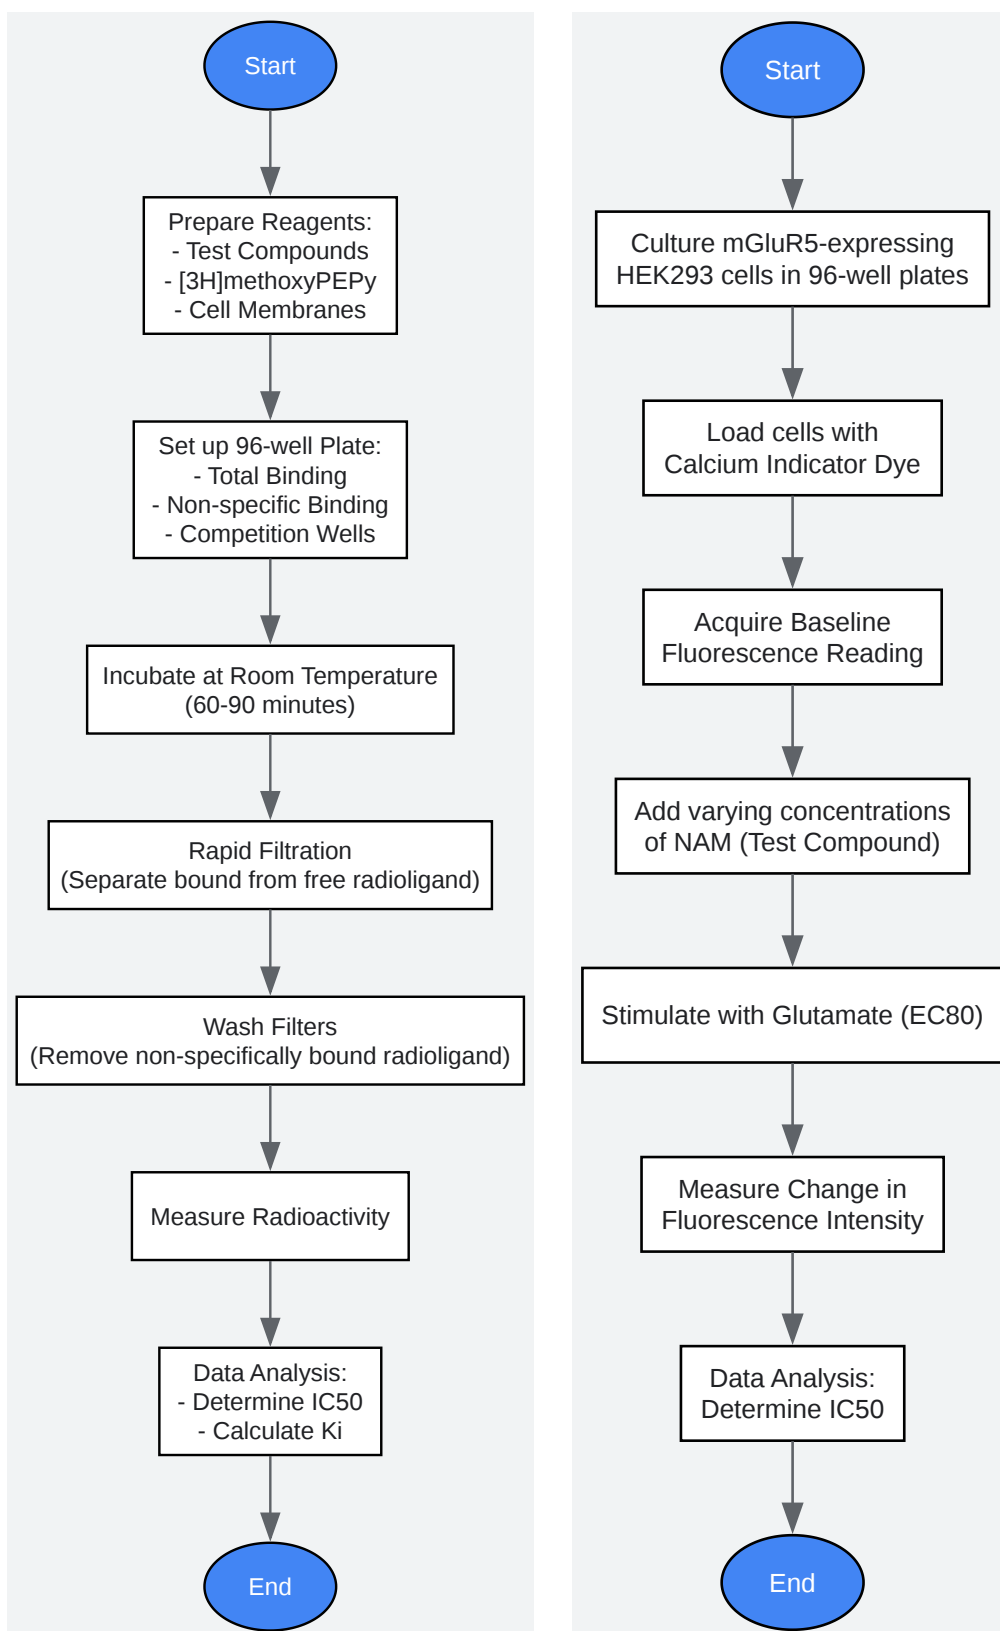 Start
Prepare Reagents:
- Test Compounds
- [3H]methoxyPEPy
- Cell Membranes
Set up 96-well Plate:
- Total Binding
- Non-specific Binding
- Competition Wells
Incubate at Room Temperature
(60-90 minutes)
Rapid Filtration
(Separate bound from free radioligand)
Wash Filters
(Remove non-specifically bound radioligand)
Measure Radioactivity
Data Analysis:
- Determine IC50
- Calculate Ki
End
Start
Culture mGluR5-expressing
HEK293 cells in 96-well plates
Load cells with
Calcium Indicator Dye
Acquire Baseline
Fluorescence Reading
Add varying concentrations
of NAM (Test Compound)
Stimulate with Glutamate (EC80)
Measure Change in
Fluorescence Intensity
Data Analysis:
Determine IC50
End